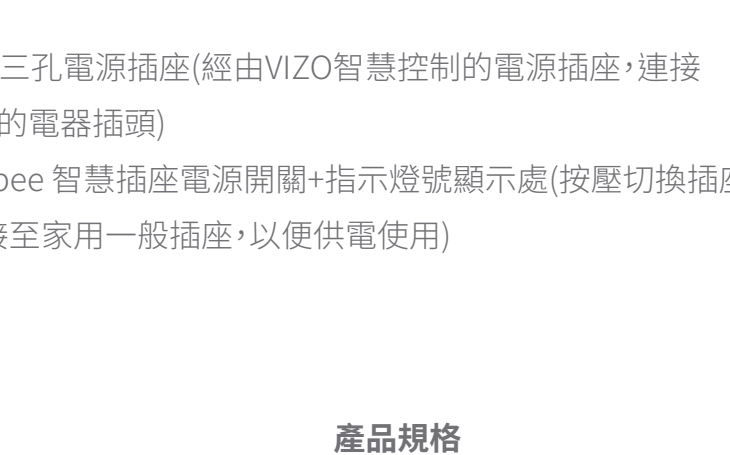 三孔電源插座(經由VIZO智慧控制的電源插座,連接
的電器插頭)
bee 智慧插座電源開關+指示燈號顯示處(按壓切換插座
接至家用一般插座,以便供電使用)
產品規格